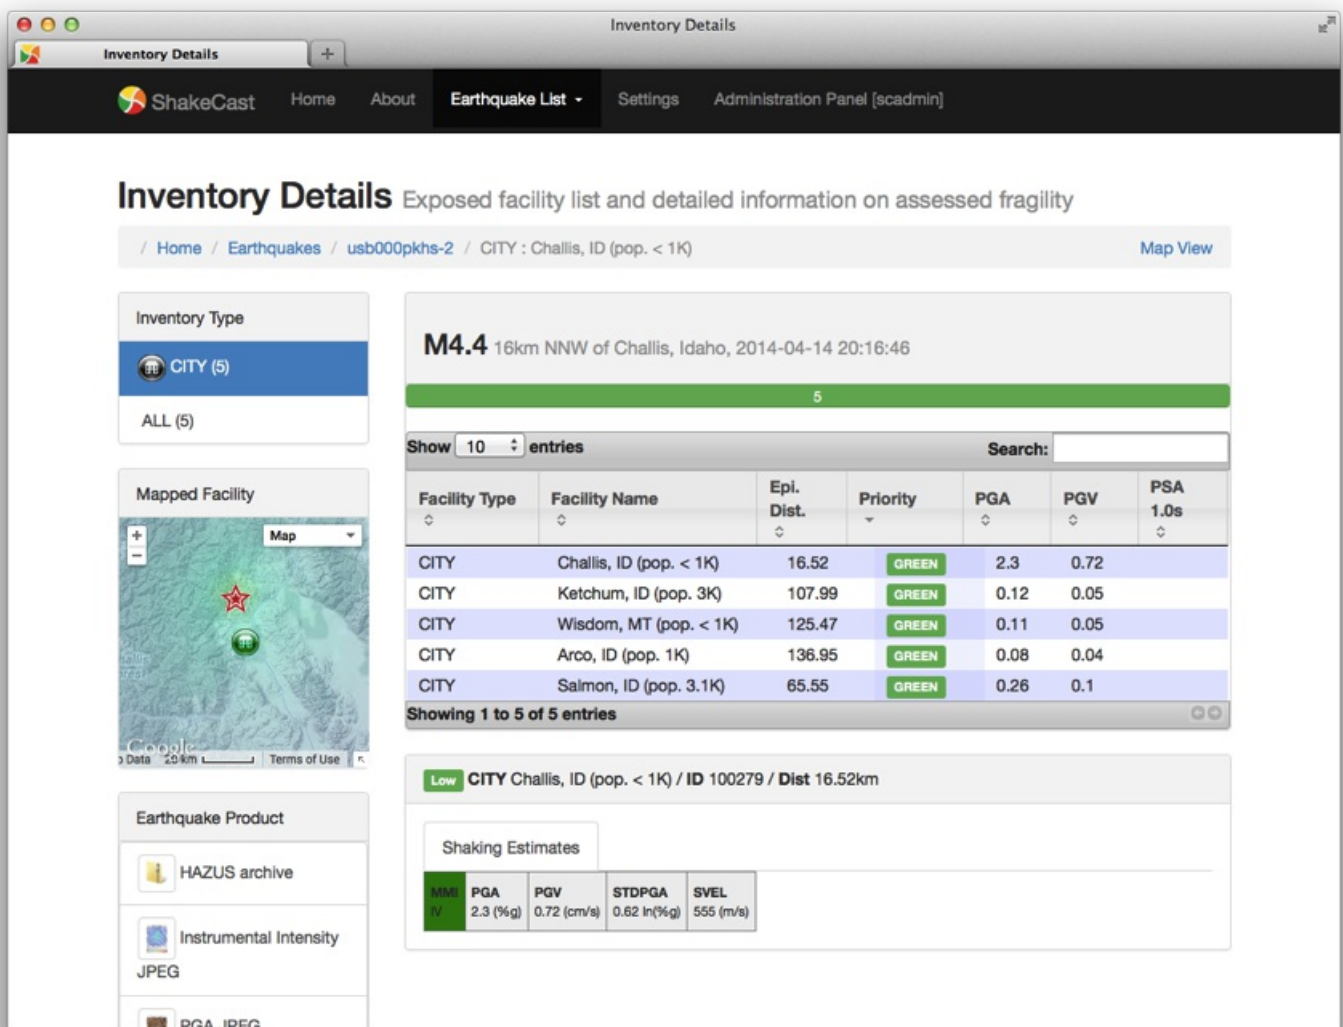 Inventory Details
Inventory Details
ShakeCast Home About Earthquake List Settings Administration Panel [scadmin]
Inventory Details Exposed facility list and detailed information on assessed fragility
/ Home / Earthquakes / usb000pkhs-2 / CITY : Challis, ID (pop. < 1K) Map View
Inventory Type
CITY (5)
ALL (5)
M4.4 16km NNW of Challis, Idaho, 2014-04-14 20:16:46
5
Show 10 entries Search:
Facility Type Facility Name Epi. Dist. Priority PGA PGV PSA 1.0s
CITY Challis, ID (pop. < 1K) 16.52 GREEN 2.3 0.72
CITY Ketchum, ID (pop. 3K) 107.99 GREEN 0.12 0.05
CITY Wisdom, MT (pop. < 1K) 125.47 GREEN 0.11 0.05
CITY Arco, ID (pop. 1K) 136.95 GREEN 0.08 0.04
CITY Salmon, ID (pop. 3.1K) 65.55 GREEN 0.26 0.1
Showing 1 to 5 of 5 entries
Mapped Facility
+
−
Map
Google
Data 20 km Terms of Use
Low CITY Challis, ID (pop. < 1K) / ID 100279 / Dist 16.52km
Shaking Estimates
MMI PGA PGV STDPGA SVEL
IV 2.3 (%g) 0.72 (cm/s) 0.62 ln(%g) 555 (m/s)
Earthquake Product
HAZUS archive
Instrumental Intensity
JPEG
PGA JPEG